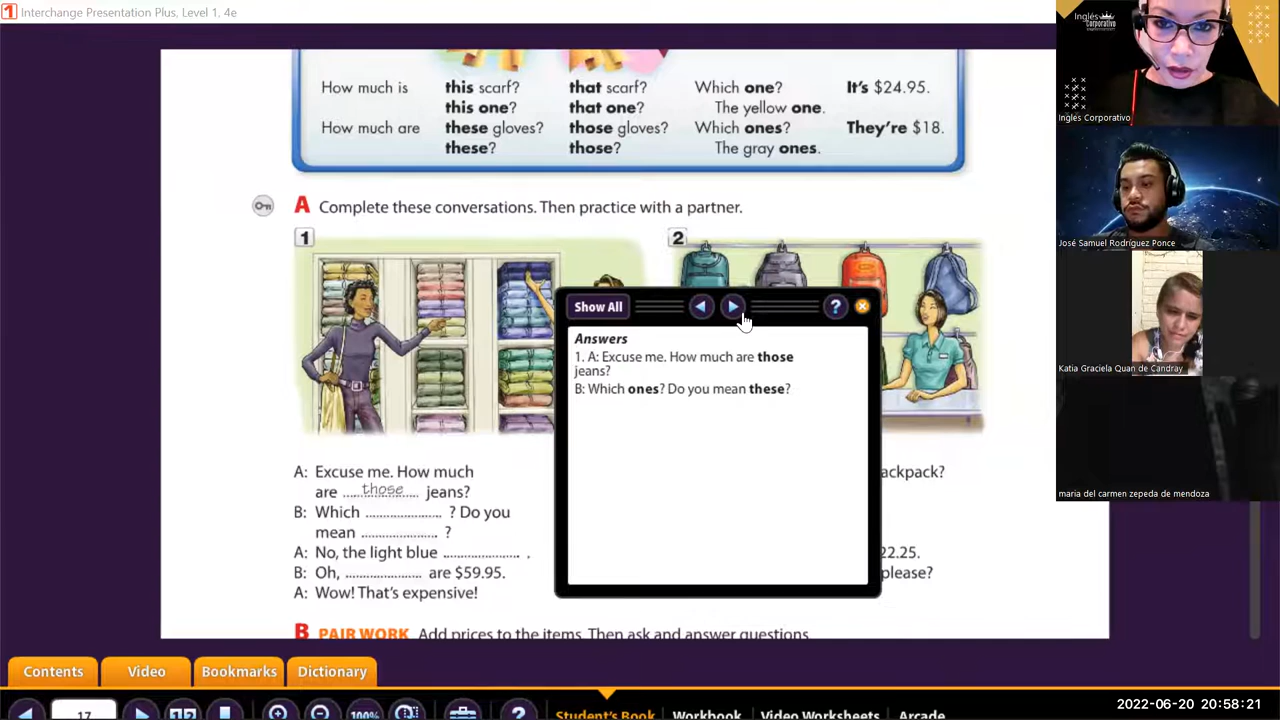 Interchange Presentation Plus, Level 1, 4e
How much is this scarf? that scarf? Which one? It's $24.95.
this one? that one? The yellow one.
How much are these gloves? those gloves? Which ones? They're $18.
these? those? The gray ones.
A Complete these conversations. Then practice with a partner.
1
2
Show All
?
Answers
1. A: Excuse me. How much are those
jeans?
B: Which ones? Do you mean these?
A: Excuse me. How much
are those jeans?
B: Which .................... ? Do you
mean .................... ?
A: No, the light blue .................... .
B: Oh, .................... are $59.95.
A: Wow! That's expensive!
ackpack?
22.25.
please?
B PAIR WORK Add prices to the items. Then ask and answer questions
Contents
Video
Bookmarks
Dictionary
17
100%
?
Student's Book
Workbook
Video Worksheets
Arcade
Inglés
Corporativo
Inglés Corporativo
José Samuel Rodríguez Ponce
Katia Graciela Quan de Candray
maria del carmen zepeda de mendoza
2022-06-20 20:58:21